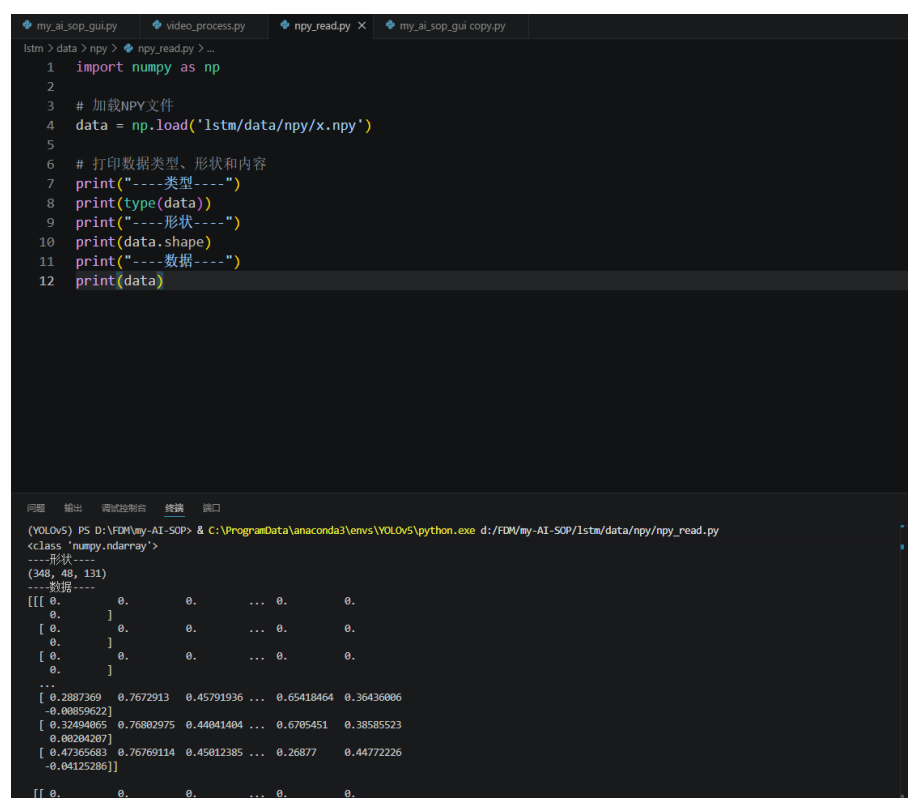 my_ai_sop_gui.py video_process.py npy_read.py × my_ai_sop_gui copy.py
lstm > data > npy > npy_read.py > ...
1 import numpy as np
2
3 # 加载NPY文件
4 data = np.load('lstm/data/npy/x.npy')
5
6 # 打印数据类型、形状和内容
7 print("----类型----")
8 print(type(data))
9 print("----形状----")
10 print(data.shape)
11 print("----数据----")
12 print(data)
问题 输出 调试控制台 终端 端口
(YOLOv5) PS D:\FDM\my-AI-SOP> & C:\ProgramData\anaconda3\envs\YOLOv5\python.exe d:/FDM/my-AI-SOP/lstm/data/npy/npy_read.py
<class 'numpy.ndarray'>
----形状----
(348, 48, 131)
----数据----
[[[ 0. 0. 0. ... 0. 0.
0. ]
[ 0. 0. 0. ... 0. 0.
0. ]
[ 0. 0. 0. ... 0. 0.
0. ]
...
[ 0.2887369 0.7672913 0.45791936 ... 0.65418464 0.36436006
-0.00859622]
[ 0.32494065 0.76802975 0.44041404 ... 0.6705451 0.38585523
0.00204207]
[ 0.47365683 0.76769114 0.45012385 ... 0.26877 0.44772226
-0.04125286]]
[[ 0. 0. 0. ... 0. 0.